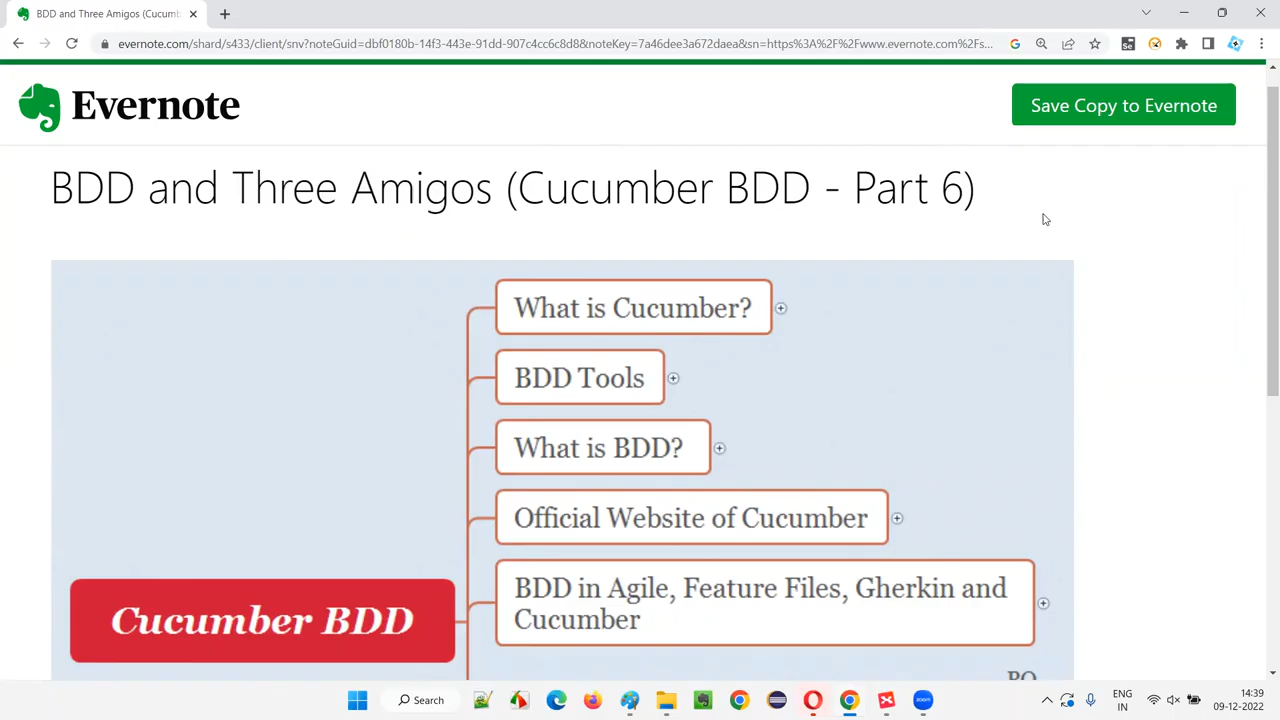 BDD and Three Amigos (Cucumb
evernote.com/shard/s433/client/snv?noteGuid=dbf0180b-14f3-443e-91dd-907c4c6c8d8&noteKey=7a46dee3a672daea&sn=https%3A%2F%2Fwww.evernote.com%2Fs...
Evernote
Save Copy to Evernote
BDD and Three Amigos (Cucumber BDD - Part 6)
What is Cucumber?
BDD Tools
What is BDD?
Official Website of Cucumber
BDD in Agile, Feature Files, Gherkin and
Cucumber
Cucumber BDD
PO
Search
ENG
IN
14:39
09-12-2022